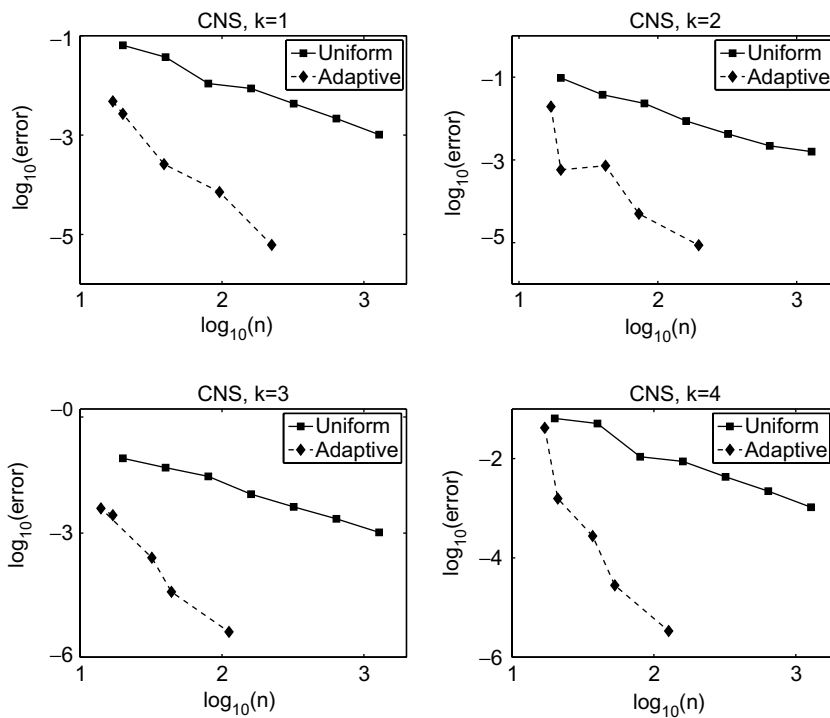 CNS, k=1
−1
−3
−5
log10(error)
Uniform
Adaptive
1
2
3
log10(n)
CNS, k=2
−1
−3
−5
log10(error)
Uniform
Adaptive
1
2
3
log10(n)
CNS, k=3
−0
−3
−6
log10(error)
Uniform
Adaptive
1
2
3
log10(n)
CNS, k=4
−2
−4
−6
log10(error)
Uniform
Adaptive
1
2
3
log10(n)